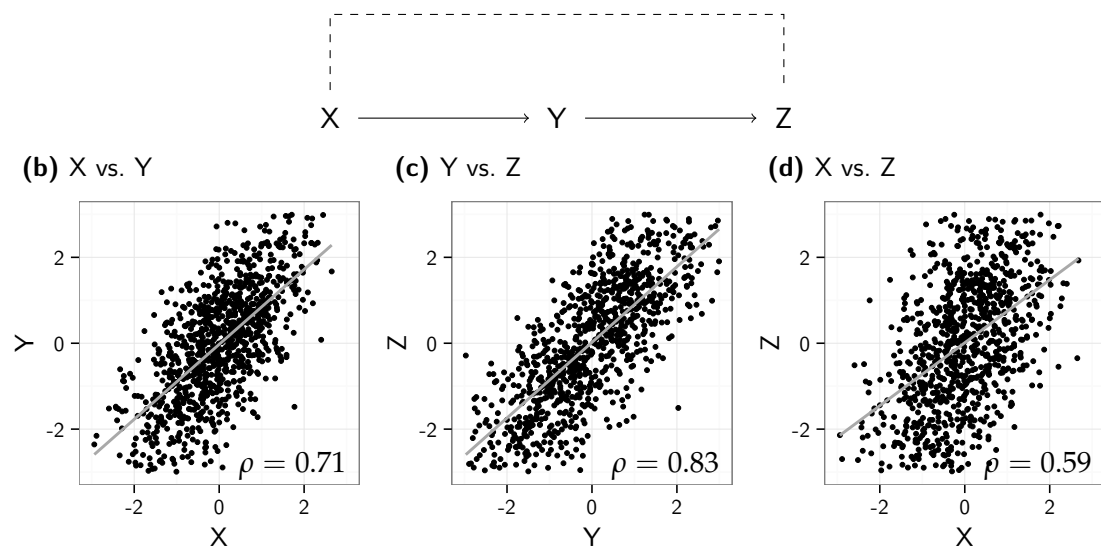 X Y Z
(b) X vs. Y (c) Y vs. Z (d) X vs. Z
Y
2
0
-2
ρ = 0.71
-2 0 2
X
Z
2
0
-2
ρ = 0.83
-2 0 2
Y
Z
2
0
-2
ρ = 0.59
-2 0 2
X